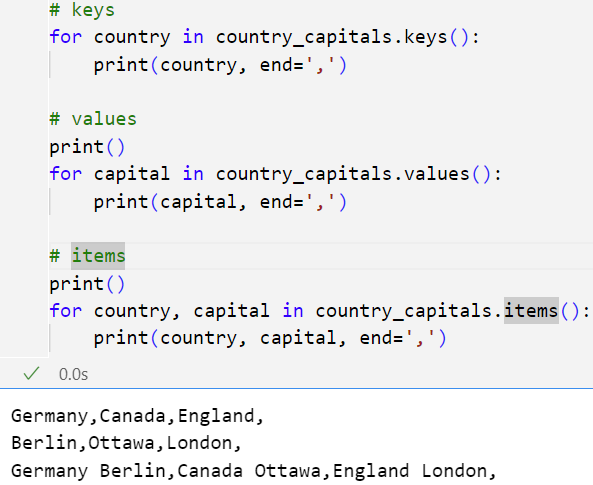 # keys
for country in country_capitals.keys():
    print(country, end=',')

# values
print()
for capital in country_capitals.values():
    print(capital, end=',')

# items
print()
for country, capital in country_capitals.items():
    print(country, capital, end=',')
0.0s
Germany,Canada,England,
Berlin,Ottawa,London,
Germany Berlin,Canada Ottawa,England London,